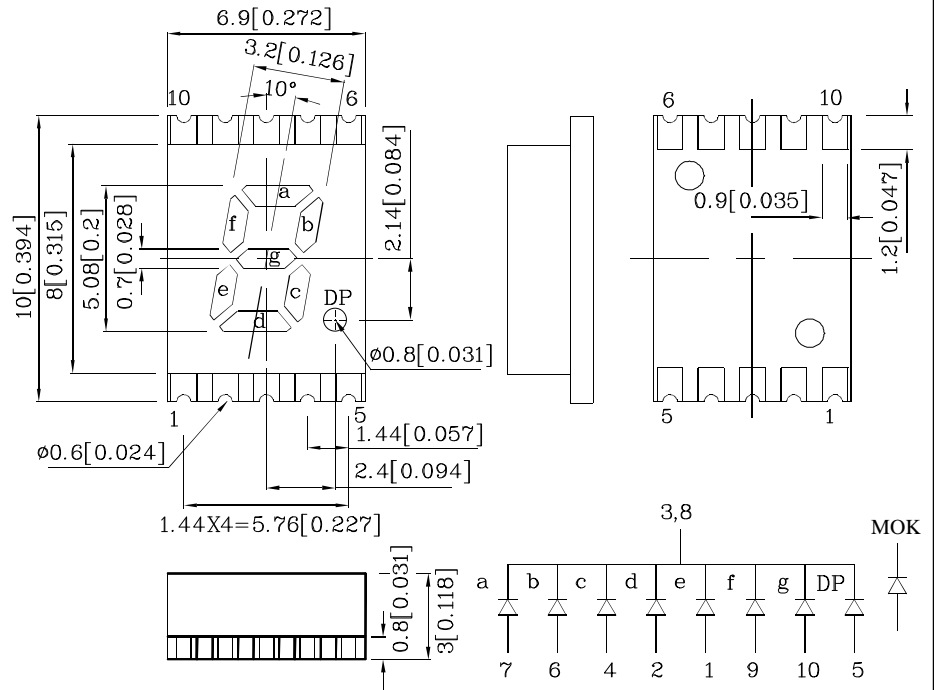 6.9[0.272]
3.2[0.126]
10°
10 6
6 10
10[0.394]
8[0.315]
5.08[0.2]
0.7[0.028]
a
f b
g
e c
d
DP
2.14[0.084]
0.9[0.035]
1.2[0.047]
ø0.8[0.031]
1 5
5 1
ø0.6[0.024]
1.44[0.057]
2.4[0.094]
1.44X4=5.76[0.227]
0.8[0.031]
3[0.118]
3,8
MOK
a b c d e f g DP
7 6 4 2 1 9 10 5